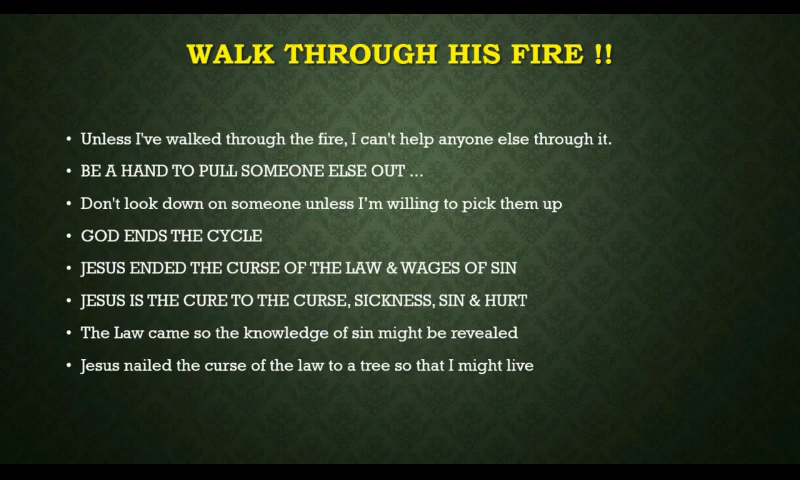 WALK THROUGH HIS FIRE !!
• Unless I've walked through the fire, I can't help anyone else through it.
• BE A HAND TO PULL SOMEONE ELSE OUT ...
• Don't look down on someone unless I'm willing to pick them up
• GOD ENDS THE CYCLE
• JESUS ENDED THE CURSE OF THE LAW & WAGES OF SIN
• JESUS IS THE CURE TO THE CURSE, SICKNESS, SIN & HURT
• The Law came so the knowledge of sin might be revealed
• Jesus nailed the curse of the law to a tree so that I might live